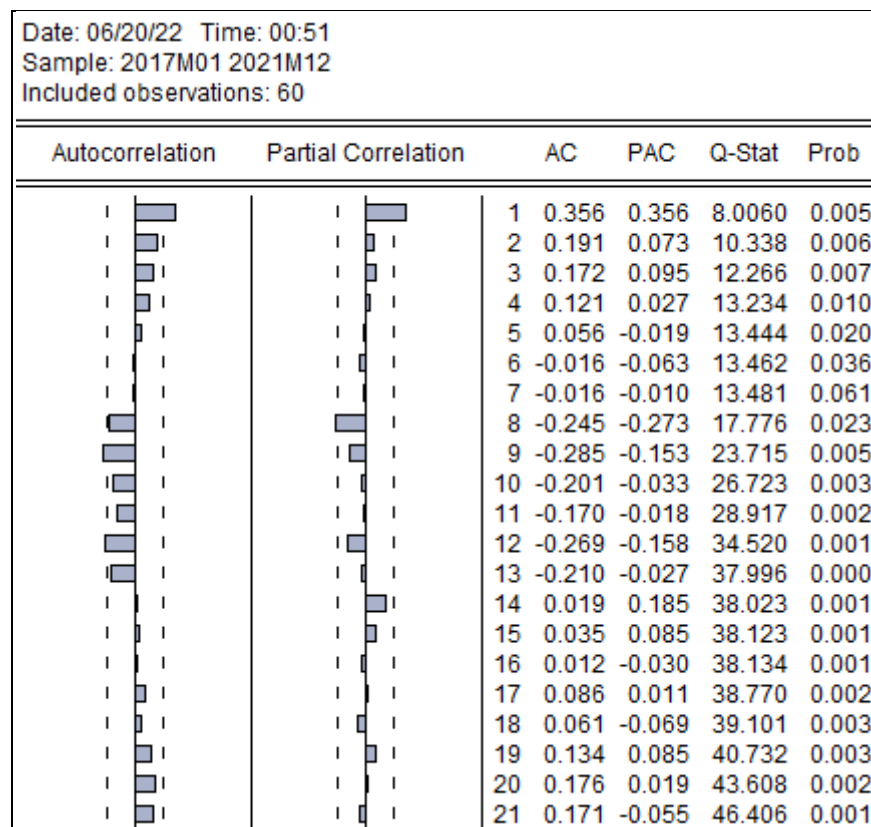 Date: 06/20/22 Time: 00:51
Sample: 2017M01 2021M12
Included observations: 60
Autocorrelation Partial Correlation AC PAC Q-Stat Prob
1 0.356 0.356 8.0060 0.005
2 0.191 0.073 10.338 0.006
3 0.172 0.095 12.266 0.007
4 0.121 0.027 13.234 0.010
5 0.056 -0.019 13.444 0.020
6 -0.016 -0.063 13.462 0.036
7 -0.016 -0.010 13.481 0.061
8 -0.245 -0.273 17.776 0.023
9 -0.285 -0.153 23.715 0.005
10 -0.201 -0.033 26.723 0.003
11 -0.170 -0.018 28.917 0.002
12 -0.269 -0.158 34.520 0.001
13 -0.210 -0.027 37.996 0.000
14 0.019 0.185 38.023 0.001
15 0.035 0.085 38.123 0.001
16 0.012 -0.030 38.134 0.001
17 0.086 0.011 38.770 0.002
18 0.061 -0.069 39.101 0.003
19 0.134 0.085 40.732 0.003
20 0.176 0.019 43.608 0.002
21 0.171 -0.055 46.406 0.001